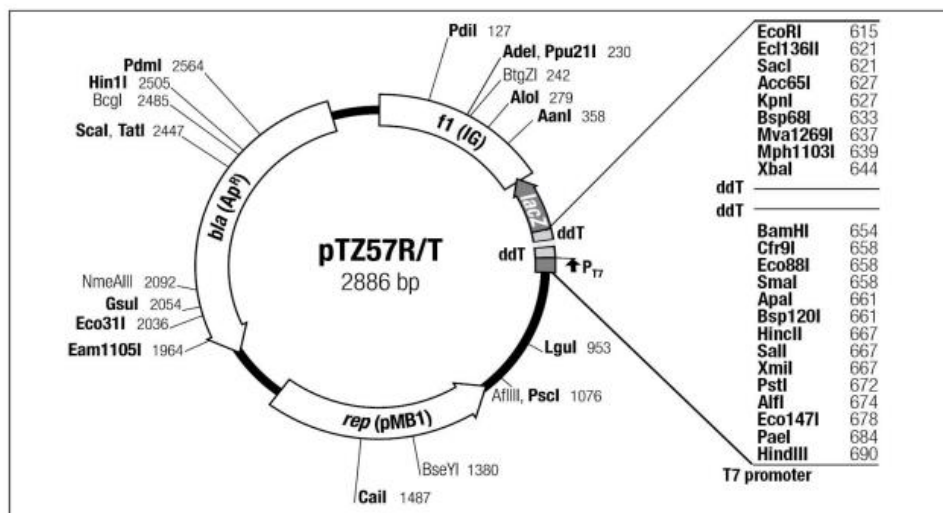 PdiI 127
AdeI, Ppu21I 230
BtgZI 242
AloI 279
AanI 358
PdmI 2564
Hin1I 2505
BcgI 2485
ScaI, TatI 2447
f1 (IG)
lacZ
ddT
ddT
PT7
bla (ApR)
pTZ57R/T
2886 bp
NmeAIII 2092
GsuI 2054
Eco31I 2036
Eam1105I 1964
LguI 953
AflIII, PscI 1076
rep (pMB1)
BseYI 1380
CaiI 1487
EcoRI 615
Ecl136II 621
SacI 621
Acc65I 627
KpnI 627
Bsp68I 633
Mva1269I 637
Mph1103I 639
XbaI 644
ddT
ddT
BamHI 654
Cfr9I 658
Eco88I 658
SmaI 658
ApaI 661
Bsp120I 661
HincII 667
SalI 667
XmiI 667
PstI 672
AlfI 674
Eco147I 678
PaeI 684
HindIII 690
T7 promoter